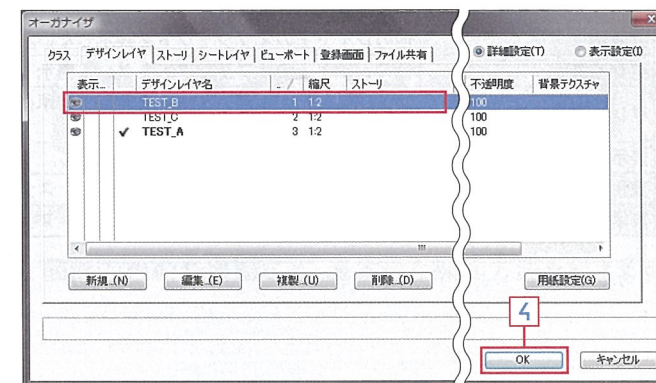 オーガナイザ
クラス デザインレイヤ ストーリ シートレイヤ ビューポート 登録画面 ファイル共有 詳細設定(T) 表示設定(I)
表示... デザインレイヤ名 .. / 縮尺 ストーリ 不透明度 背景テクスチャ
TEST_B 1 1:2 100
TEST_C 2 1:2 100
✓ TEST_A 3 1:2 100
新規...(N) 編集...(E) 複製...(U) 削除...(D) 用紙設定(G)
4
OK キャンセル